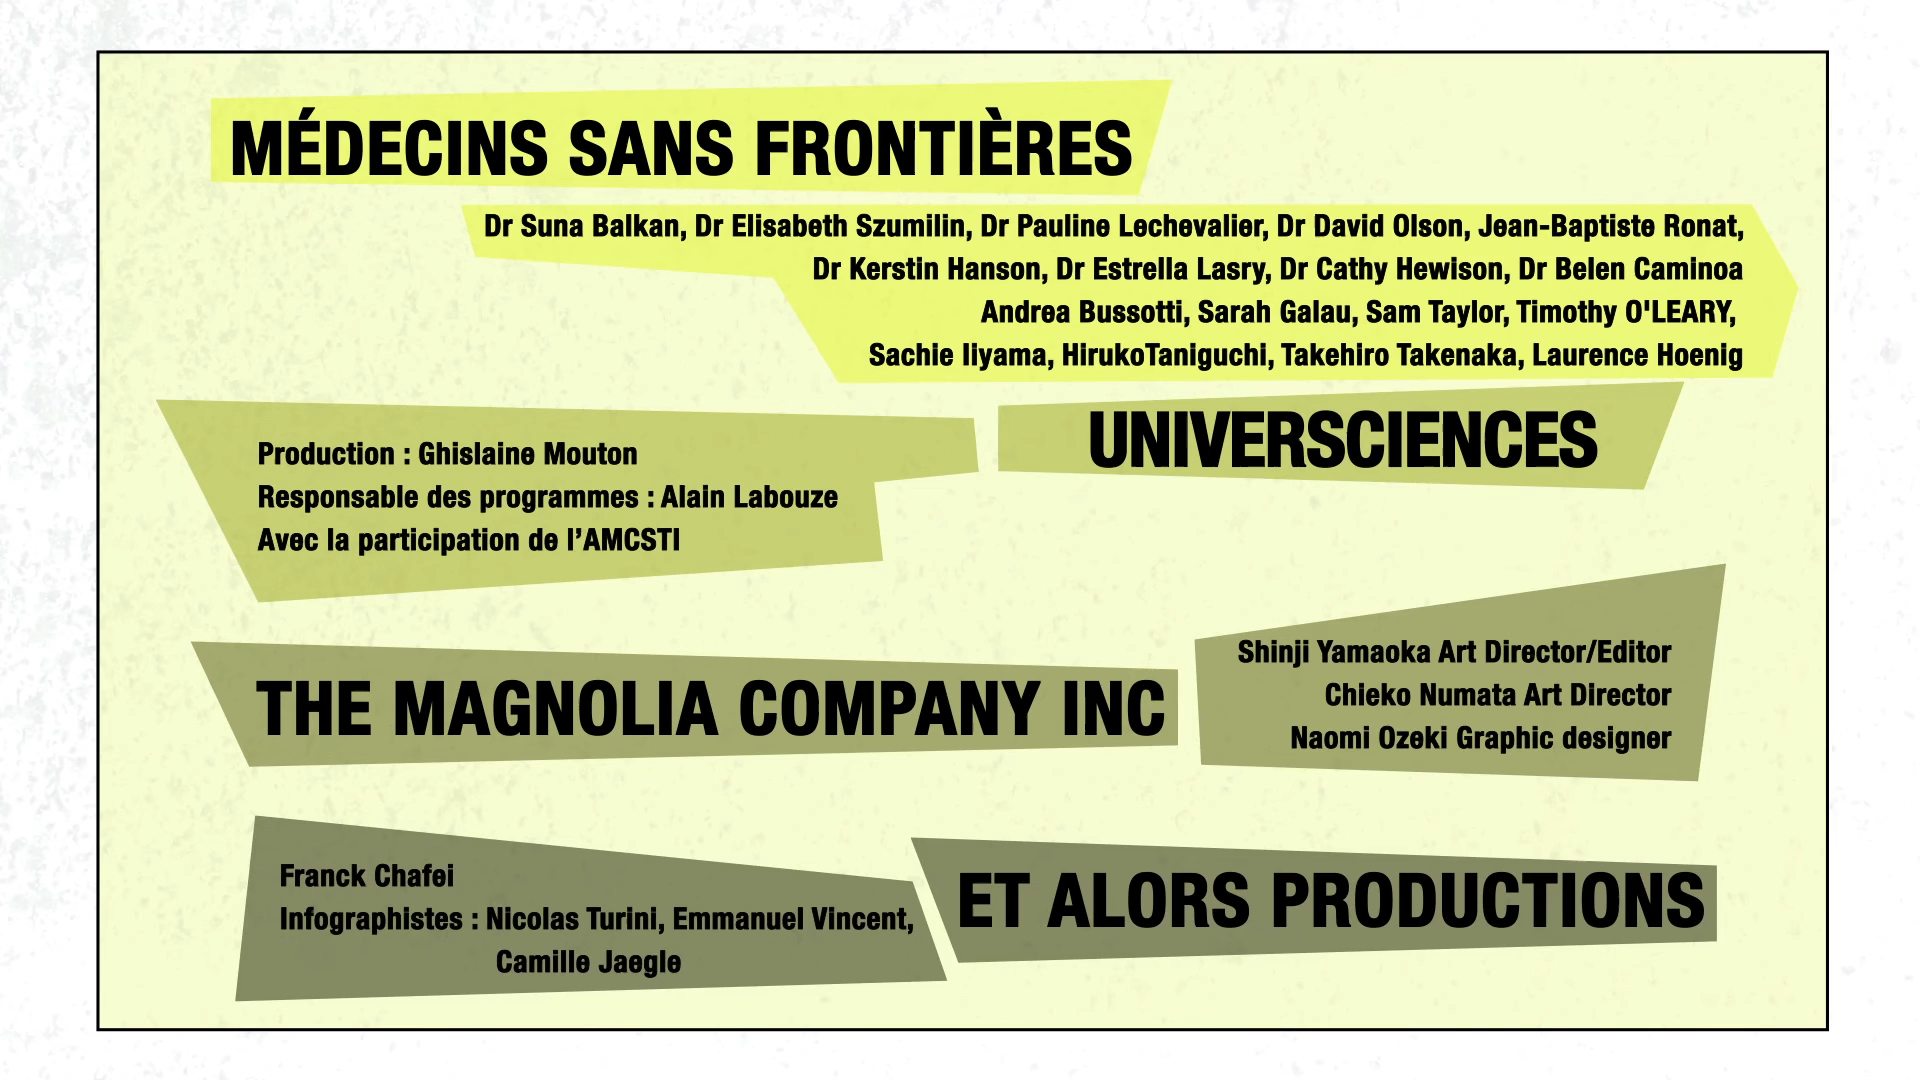 MÉDECINS SANS FRONTIÈRES
Dr Suna Balkan, Dr Elisabeth Szumilin, Dr Pauline Lechevalier, Dr David Olson, Jean-Baptiste Ronat,
Dr Kerstin Hanson, Dr Estrella Lasry, Dr Cathy Hewison, Dr Belen Caminoa
Andrea Bussotti, Sarah Galau, Sam Taylor, Timothy O'LEARY,
Sachie Iiyama, HirukoTaniguchi, Takehiro Takenaka, Laurence Hoenig
UNIVERSCIENCES
Production : Ghislaine Mouton
Responsable des programmes : Alain Labouze
Avec la participation de l’AMCSTI
THE MAGNOLIA COMPANY INC
Shinji Yamaoka Art Director/Editor
Chieko Numata Art Director
Naomi Ozeki Graphic designer
ET ALORS PRODUCTIONS
Franck Chafei
Infographistes : Nicolas Turini, Emmanuel Vincent,
Camille Jaegle